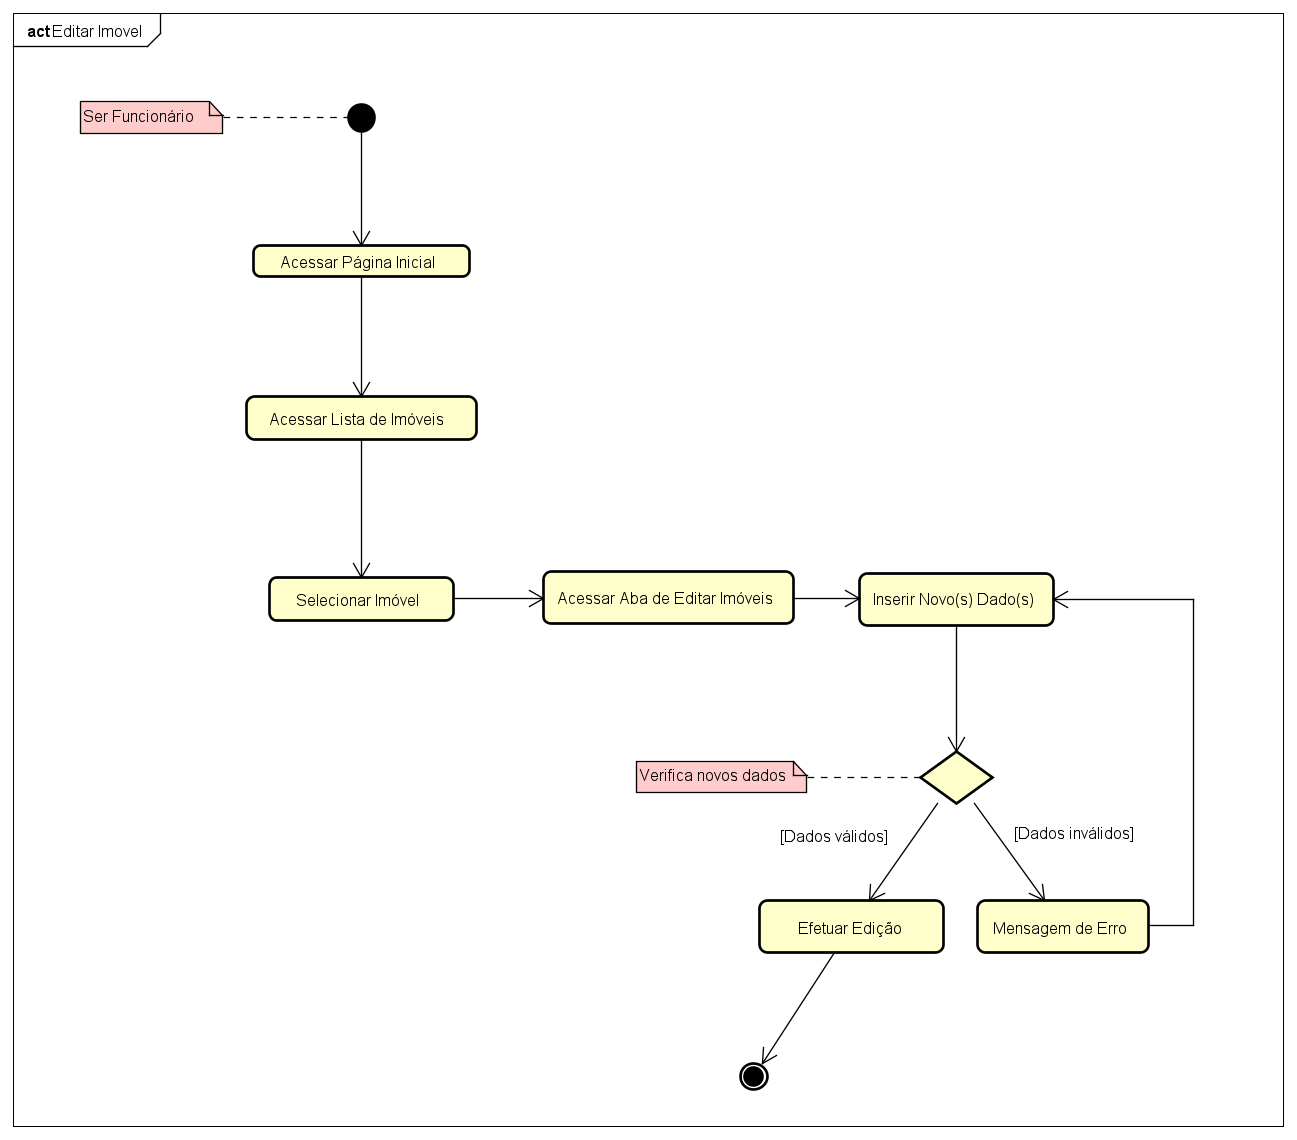 act Editar Imovel
Ser Funcionário
Acessar Página Inicial
Acessar Lista de Imóveis
Selecionar Imóvel
Acessar Aba de Editar Imóveis
Inserir Novo(s) Dado(s)
Verifica novos dados
[Dados válidos]
[Dados inválidos]
Efetuar Edição
Mensagem de Erro